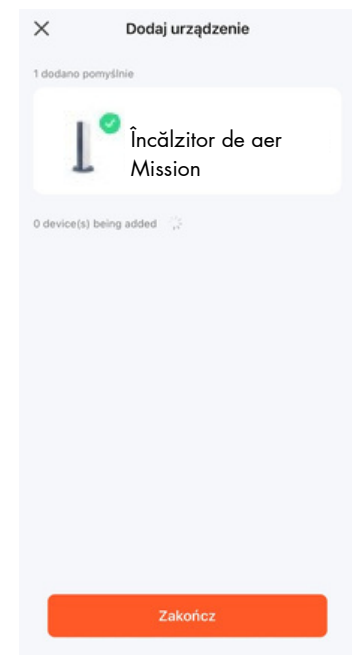 Dodaj urządzenie
1 dodano pomyślnie
Încălzitor de aer
Mission
0 device(s) being added
Zakończ